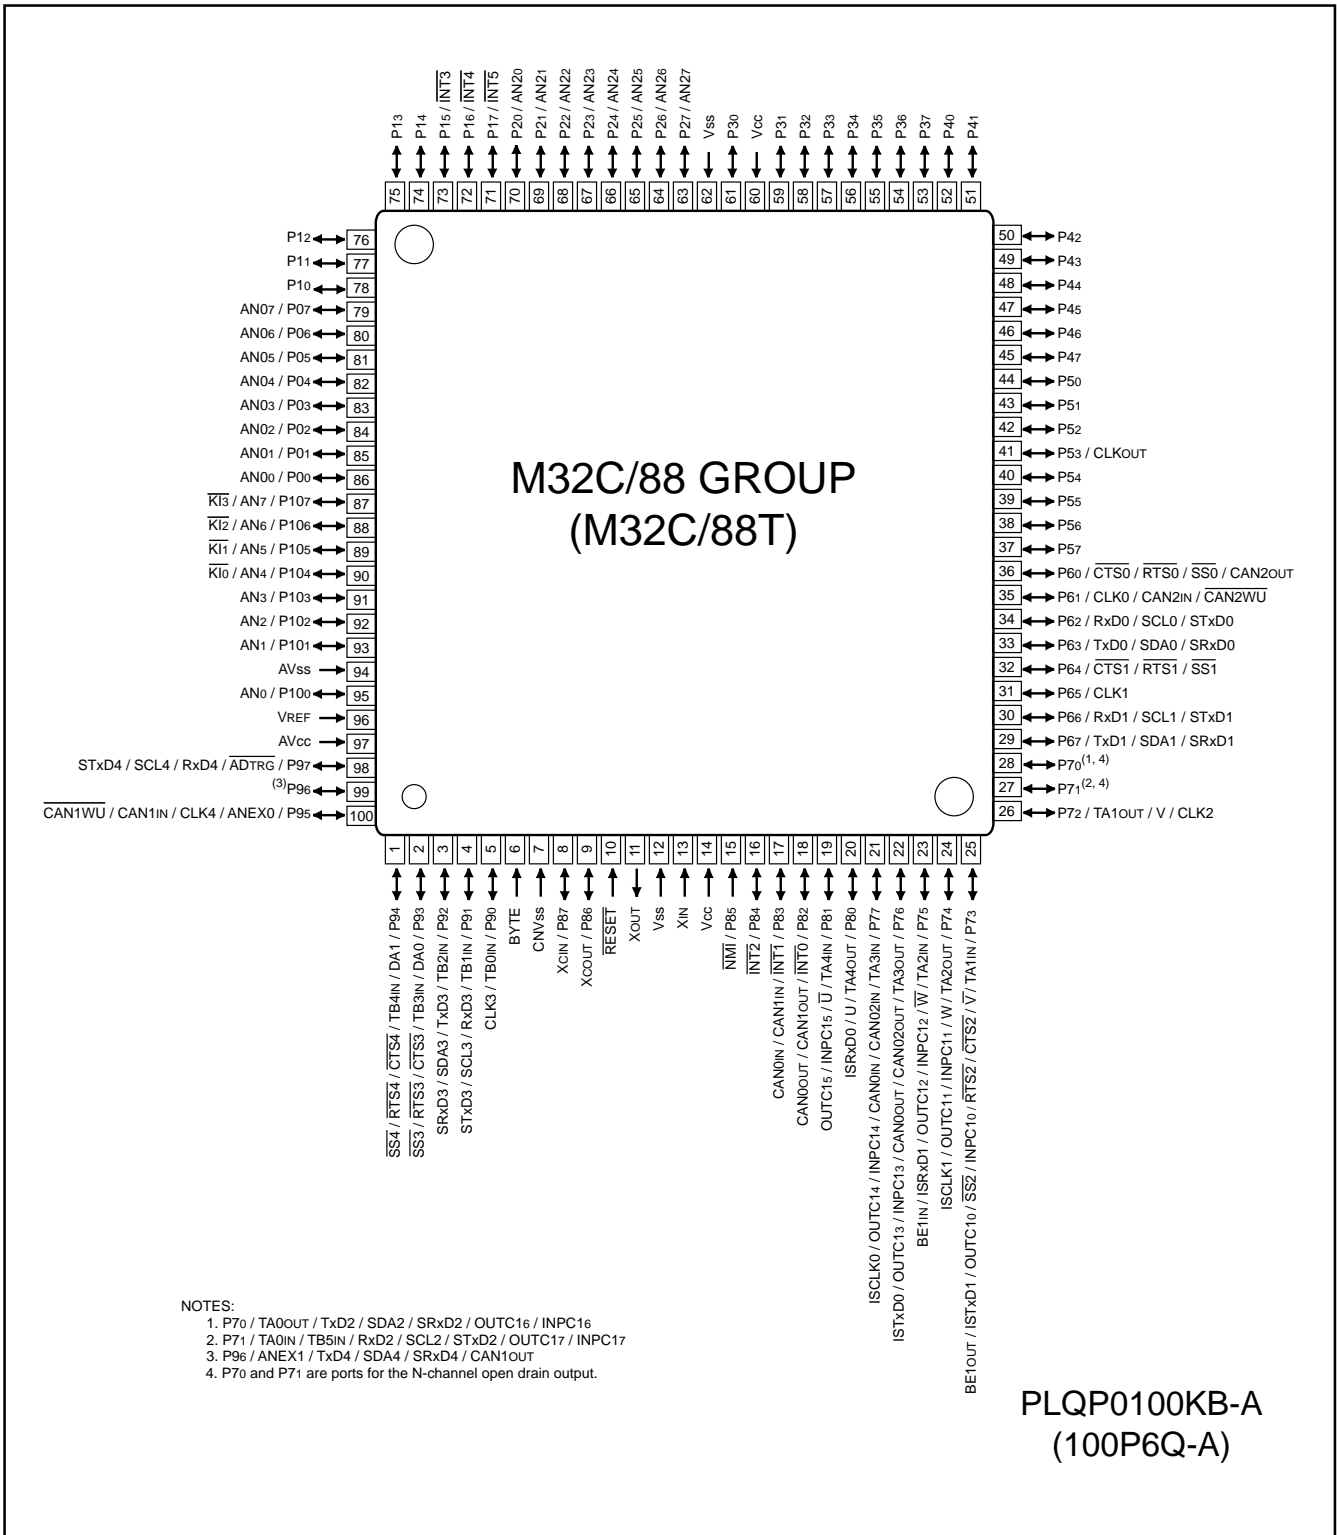 P13
P14
P15 / INT3
P16 / INT4
P17 / INT5
P20 / AN20
P21 / AN21
P22 / AN22
P23 / AN23
P24 / AN24
P25 / AN25
P26 / AN26
P27 / AN27
Vss
P30
Vcc
P31
P32
P33
P34
P35
P36
P37
P40
P41
75 74 73 72 71 70 69 68 67 66 65 64 63 62 61 60 59 58 57 56 55 54 53 52 51
P12 76
P11 77
P10 78
AN07 / P07 79
AN06 / P06 80
AN05 / P05 81
AN04 / P04 82
AN03 / P03 83
AN02 / P02 84
AN01 / P01 85
AN00 / P00 86
KI3 / AN7 / P107 87
KI2 / AN6 / P106 88
KI1 / AN5 / P105 89
KI0 / AN4 / P104 90
AN3 / P103 91
AN2 / P102 92
AN1 / P101 93
AVss 94
AN0 / P100 95
VREF 96
AVcc 97
STxD4 / SCL4 / RxD4 / ADTRG / P97 98
(3)P96 99
CAN1WU / CAN1IN / CLK4 / ANEX0 / P95 100
M32C/88 GROUP
(M32C/88T)
50 P42
49 P43
48 P44
47 P45
46 P46
45 P47
44 P50
43 P51
42 P52
41 P53 / CLKOUT
40 P54
39 P55
38 P56
37 P57
36 P60 / CTS0 / RTS0 / SS0 / CAN2OUT
35 P61 / CLK0 / CAN2IN / CAN2WU
34 P62 / RxD0 / SCL0 / STxD0
33 P63 / TxD0 / SDA0 / SRxD0
32 P64 / CTS1 / RTS1 / SS1
31 P65 / CLK1
30 P66 / RxD1 / SCL1 / STxD1
29 P67 / TxD1 / SDA1 / SRxD1
28 P70(1, 4)
27 P71(2, 4)
26 P72 / TA1OUT / V / CLK2
1 2 3 4 5 6 7 8 9 10 11 12 13 14 15 16 17 18 19 20 21 22 23 24 25
SS4 / RTS4 / CTS4 / TB4IN / DA1 / P94
SS3 / RTS3 / CTS3 / TB3IN / DA0 / P93
SRxD3 / SDA3 / TxD3 / TB2IN / P92
STxD3 / SCL3 / RxD3 / TB1IN / P91
CLK3 / TB0IN / P90
BYTE
CNVss
XCIN / P87
XCOUT / P86
RESET
XOUT
Vss
XIN
Vcc
NMI / P85
INT2 / P84
CAN0IN / CAN1IN / INT1 / P83
CAN0OUT / CAN1OUT / INT0 / P82
OUTC15 / INPC15 / U / TA4IN / P81
ISRxD0 / U / TA4OUT / P80
ISCLK0 / OUTC14 / INPC14 / CAN0IN / CAN02IN / TA3IN / P77
ISTxD0 / OUTC13 / INPC13 / CAN0OUT / CAN02OUT / TA3OUT / P76
BE1IN / ISRxD1 / OUTC12 / INPC12 / W / TA2IN / P75
ISCLK1 / OUTC11 / INPC11 / W / TA2OUT / P74
BE1OUT / ISTxD1 / OUTC10 / SS2 / INPC10 / RTS2 / CTS2 / V / TA1IN / P73
NOTES:
1. P70 / TA0OUT / TxD2 / SDA2 / SRxD2 / OUTC16 / INPC16
2. P71 / TA0IN / TB5IN / RxD2 / SCL2 / STxD2 / OUTC17 / INPC17
3. P96 / ANEX1 / TxD4 / SDA4 / SRxD4 / CAN1OUT
4. P70 and P71 are ports for the N-channel open drain output.
PLQP0100KB-A
(100P6Q-A)